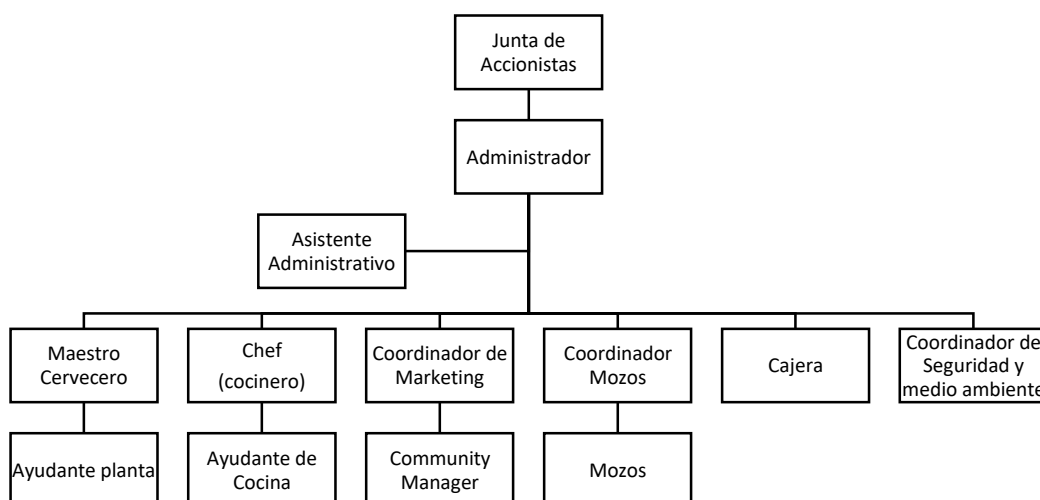 Junta de
Accionistas
Administrador
Asistente
Administrativo
Maestro
Cervecero
Chef
(cocinero)
Coordinador de
Marketing
Coordinador
Mozos
Cajera
Coordinador de
Seguridad y
medio ambiente
Ayudante planta
Ayudante de
Cocina
Community
Manager
Mozos